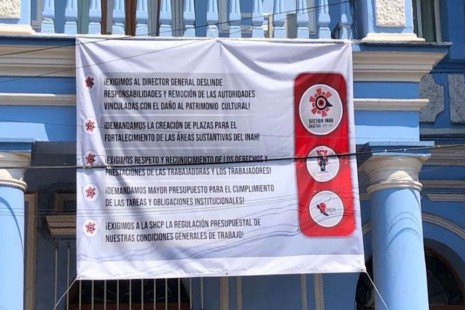 ¡EXIGIMOS AL DIRECTOR GENERAL DESLINDE
RESPONSABILIDADES Y REMOCIÓN DE LAS AUTORIDADES
VINCULADAS CON EL DAÑO AL PATRIMONIO CULTURAL!
¡DEMANDAMOS LA CREACIÓN DE PLAZAS PARA EL
FORTALECIMIENTO DE LAS ÁREAS SUSTANTIVAS DEL INAH!
¡EXIGIMOS RESPETO Y RECONOCIMIENTO DE LOS DERECHOS Y
PRESTACIONES DE LAS TRABAJADORAS Y LOS TRABAJADORES!
¡DEMANDAMOS MAYOR PRESUPUESTO PARA EL CUMPLIMIENTO
DE LAS TAREAS Y OBLIGACIONES INSTITUCIONALES!
¡EXIGIMOS A LA SHCP LA REGULACIÓN PRESUPUESTAL DE
NUESTRAS CONDICIONES GENERALES DE TRABAJO!
SECTOR INAH